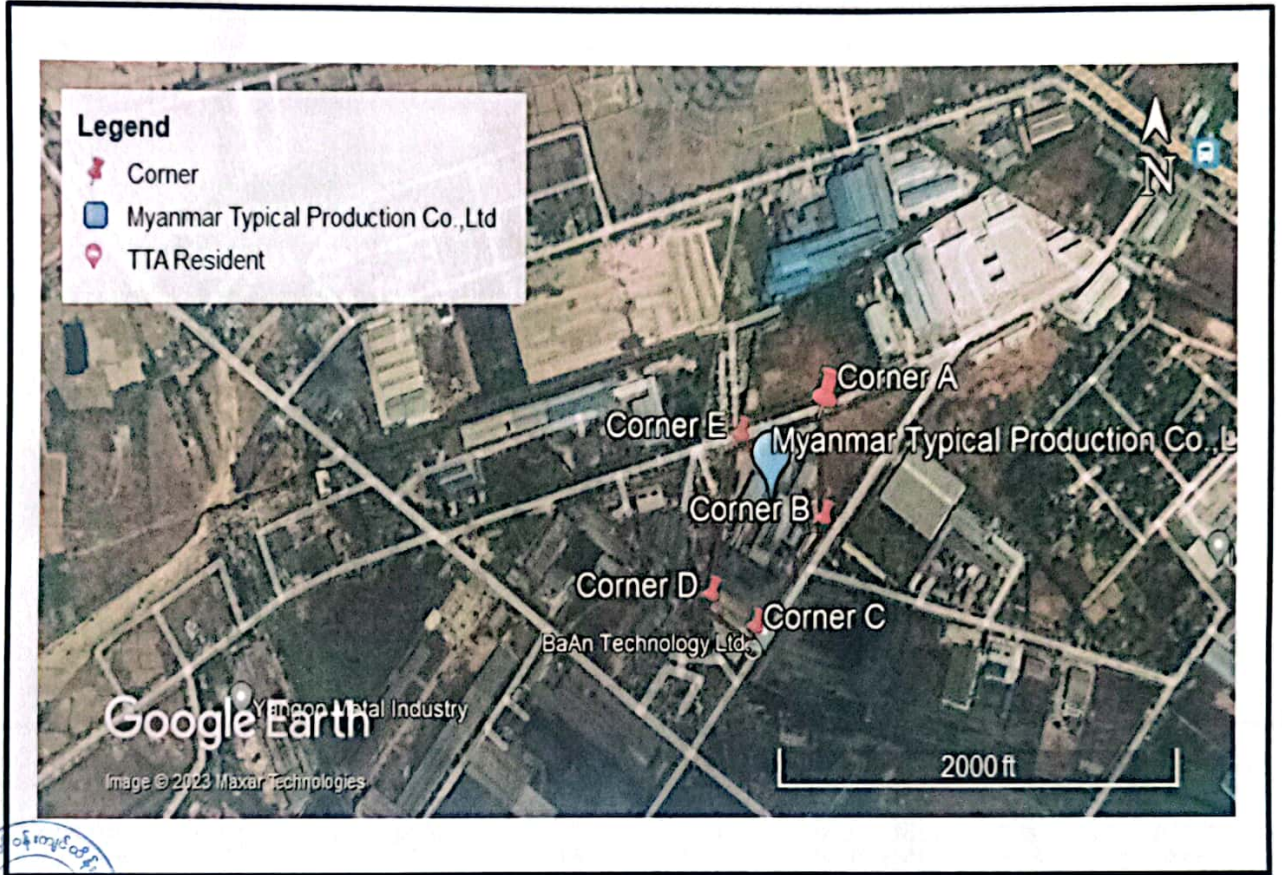 Legend
Corner
Myanmar Typical Production Co.,Ltd
TTA Resident
N
Corner A
Corner E
Myanmar Typical Production Co.,L
Corner B
Corner D
Corner C
BaAn Technology Ltd.
Yangon Metal Industry
Google Earth
Image © 2023 Maxar Technologies
2000 ft